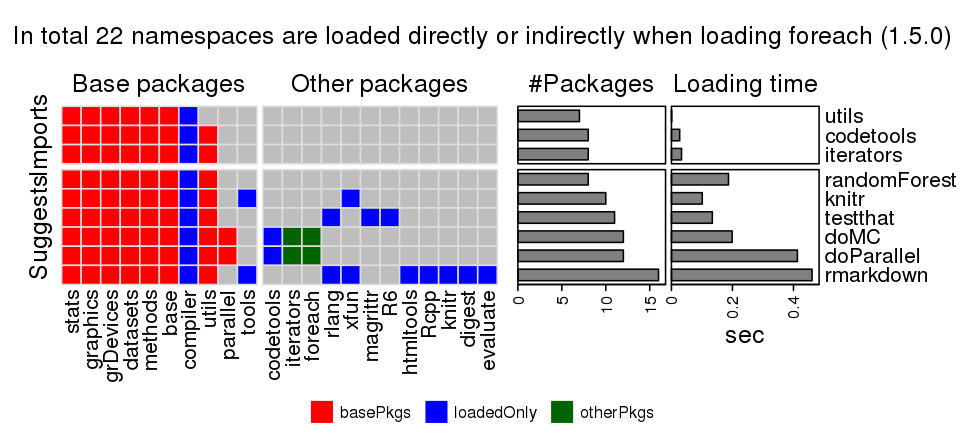 In total 22 namespaces are loaded directly or indirectly when loading foreach (1.5.0)
Base packages
Other packages
#Packages
Loading time
Imports
Suggests
utils
codetools
iterators
randomForest
knitr
testthat
doMC
doParallel
rmarkdown
stats
graphics
grDevices
datasets
methods
base
compiler
utils
parallel
tools
codetools
iterators
foreach
rlang
xfun
magrittr
R6
htmltools
Rcpp
knitr
digest
evaluate
0 5 10 15
0 0.2 0.4
sec
basePkgs loadedOnly otherPkgs